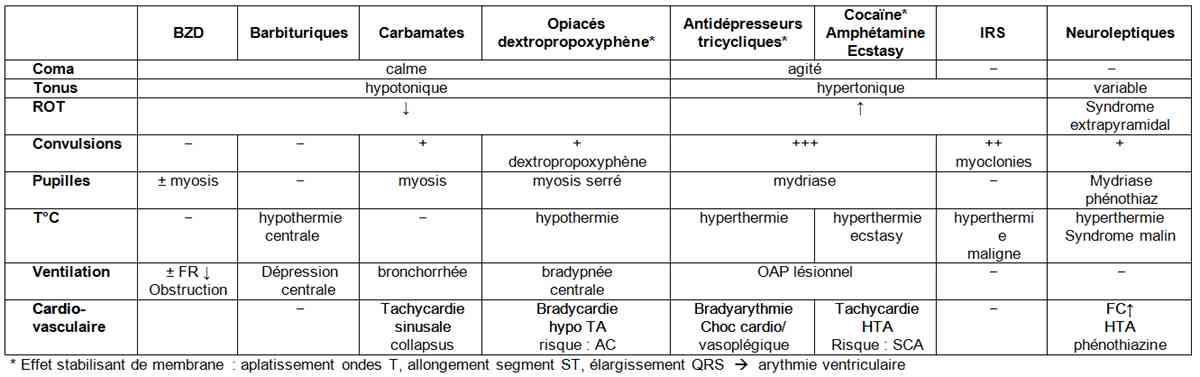 BZD Barbituriques Carbamates Opiacés dextropropoxyphène* Antidépresseurs tricycliques* Cocaïne* Amphétamine Ecstasy IRS Neuroleptiques
Coma calme agité – –
Tonus hypotonique hypertonique variable
ROT ↓ ↑ Syndrome extrapyramidal
Convulsions – – + + dextropropoxyphène +++ ++ myoclonies +
Pupilles ± myosis – myosis myosis serré mydriase – Mydriase phénothiaz
T°C – hypothermie centrale – hypothermie hyperthermie hyperthermie ecstasy hyperthermi e maligne hyperthermie Syndrome malin
Ventilation ± FR ↓ Obstruction Dépression centrale bronchorrhée bradypnée centrale OAP lésionnel – –
Cardio-vasculaire – Tachycardie sinusale collapsus Bradycardie hypo TA risque : AC Bradyarythmie Choc cardio/ vasoplégique Tachycardie HTA Risque : SCA – FC↑ HTA phénothiazine
* Effet stabilisant de membrane : aplatissement ondes T, allongement segment ST, élargissement QRS → arythmie ventriculaire